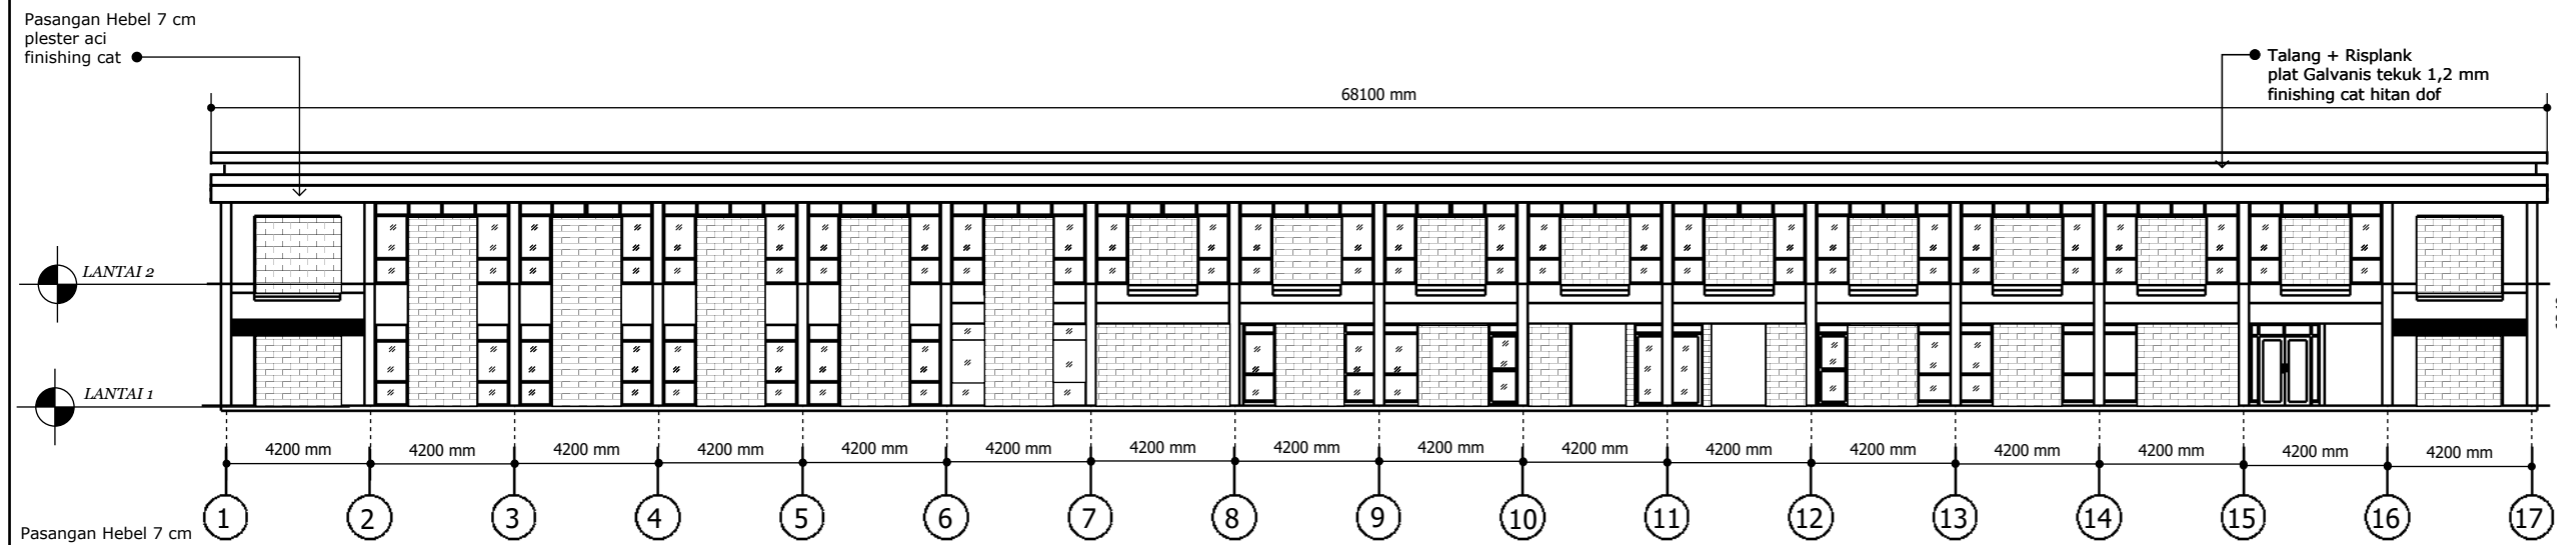 Pasangan Hebel 7 cm
plester aci
finishing cat
Talang + Risplank
plat Galvanis tekuk 1,2 mm
finishing cat hitan dof
68100 mm
LANTAI 2
LANTAI 1
4200 mm 4200 mm 4200 mm 4200 mm 4200 mm 4200 mm 4200 mm 4200 mm 4200 mm 4200 mm 4200 mm 4200 mm 4200 mm 4200 mm 4200 mm 4200 mm
1 2 3 4 5 6 7 8 9 10 11 12 13 14 15 16 17
Pasangan Hebel 7 cm